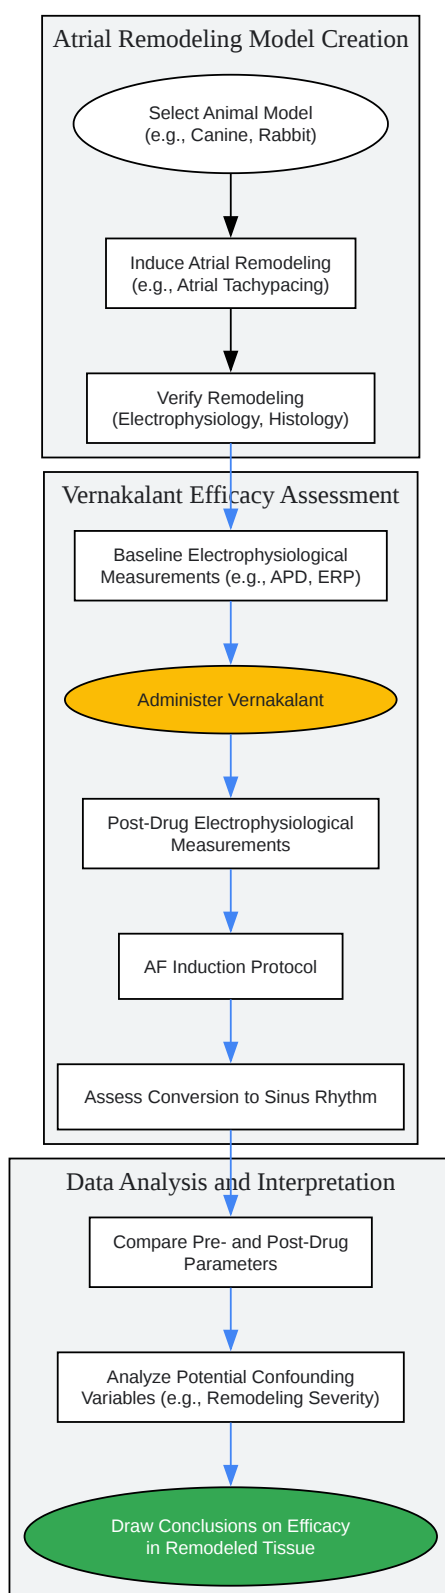 Atrial Remodeling Model Creation
Select Animal Model
(e.g., Canine, Rabbit)
Induce Atrial Remodeling
(e.g., Atrial Tachypacing)
Verify Remodeling
(Electrophysiology, Histology)
Vernakalant Efficacy Assessment
Baseline Electrophysiological
Measurements (e.g., APD, ERP)
Administer Vernakalant
Post-Drug Electrophysiological
Measurements
AF Induction Protocol
Assess Conversion to Sinus Rhythm
Data Analysis and Interpretation
Compare Pre- and Post-Drug
Parameters
Analyze Potential Confounding
Variables (e.g., Remodeling Severity)
Draw Conclusions on Efficacy
in Remodeled Tissue